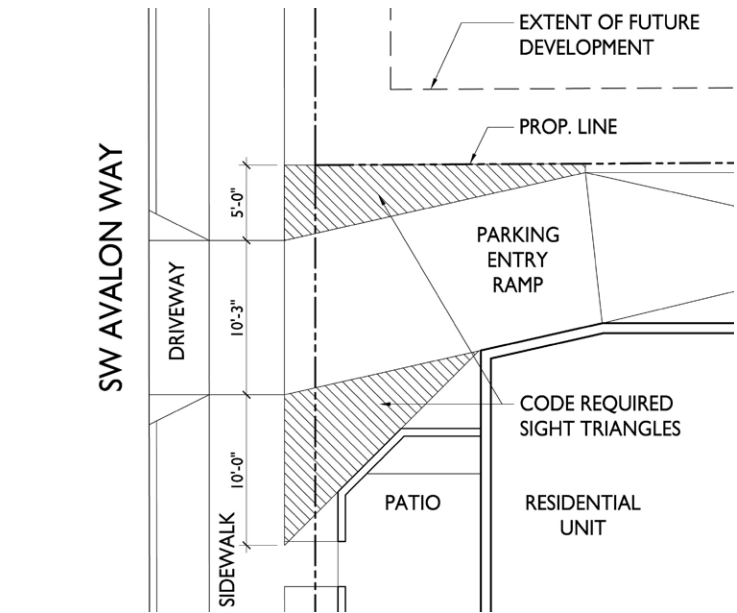 EXTENT OF FUTURE
DEVELOPMENT
PROP. LINE
SW AVALON WAY
5'-0"
PARKING
ENTRY
RAMP
DRIVEWAY
10'-3"
CODE REQUIRED
SIGHT TRIANGLES
10'-0"
PATIO
RESIDENTIAL
UNIT
SIDEWALK